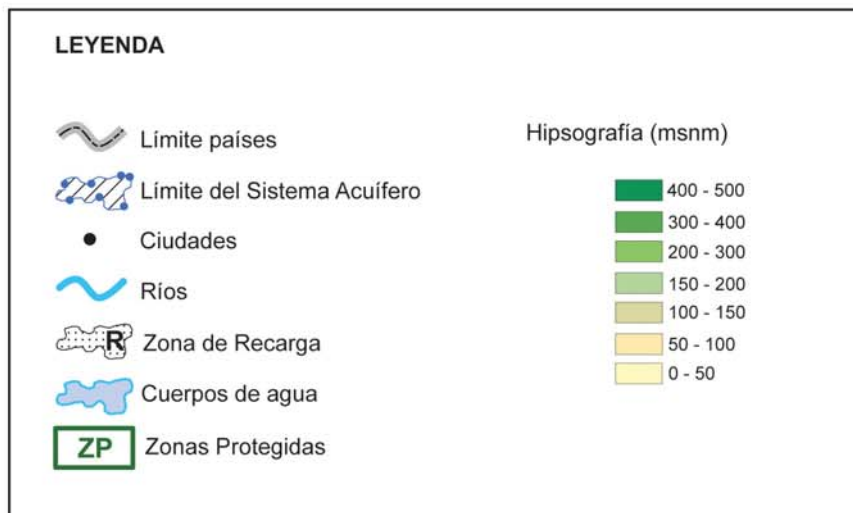 LEYENDA
Límite países
Límite del Sistema Acuífero
Ciudades
Ríos
R
Zona de Recarga
Cuerpos de agua
ZP
Zonas Protegidas
Hipsografía (msnm)
400 - 500
300 - 400
200 - 300
150 - 200
100 - 150
50 - 100
0 - 50